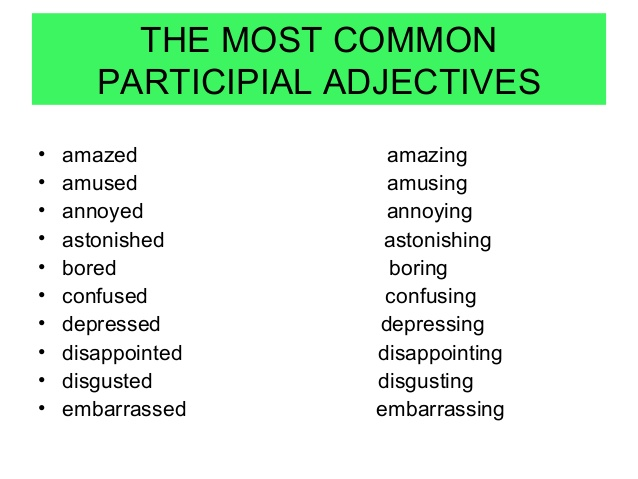 THE MOST COMMON
PARTICIPIAL ADJECTIVES
• amazed amazing
• amused amusing
• annoyed annoying
• astonished astonishing
• bored boring
• confused confusing
• depressed depressing
• disappointed disappointing
• disgusted disgusting
• embarrassed embarrassing